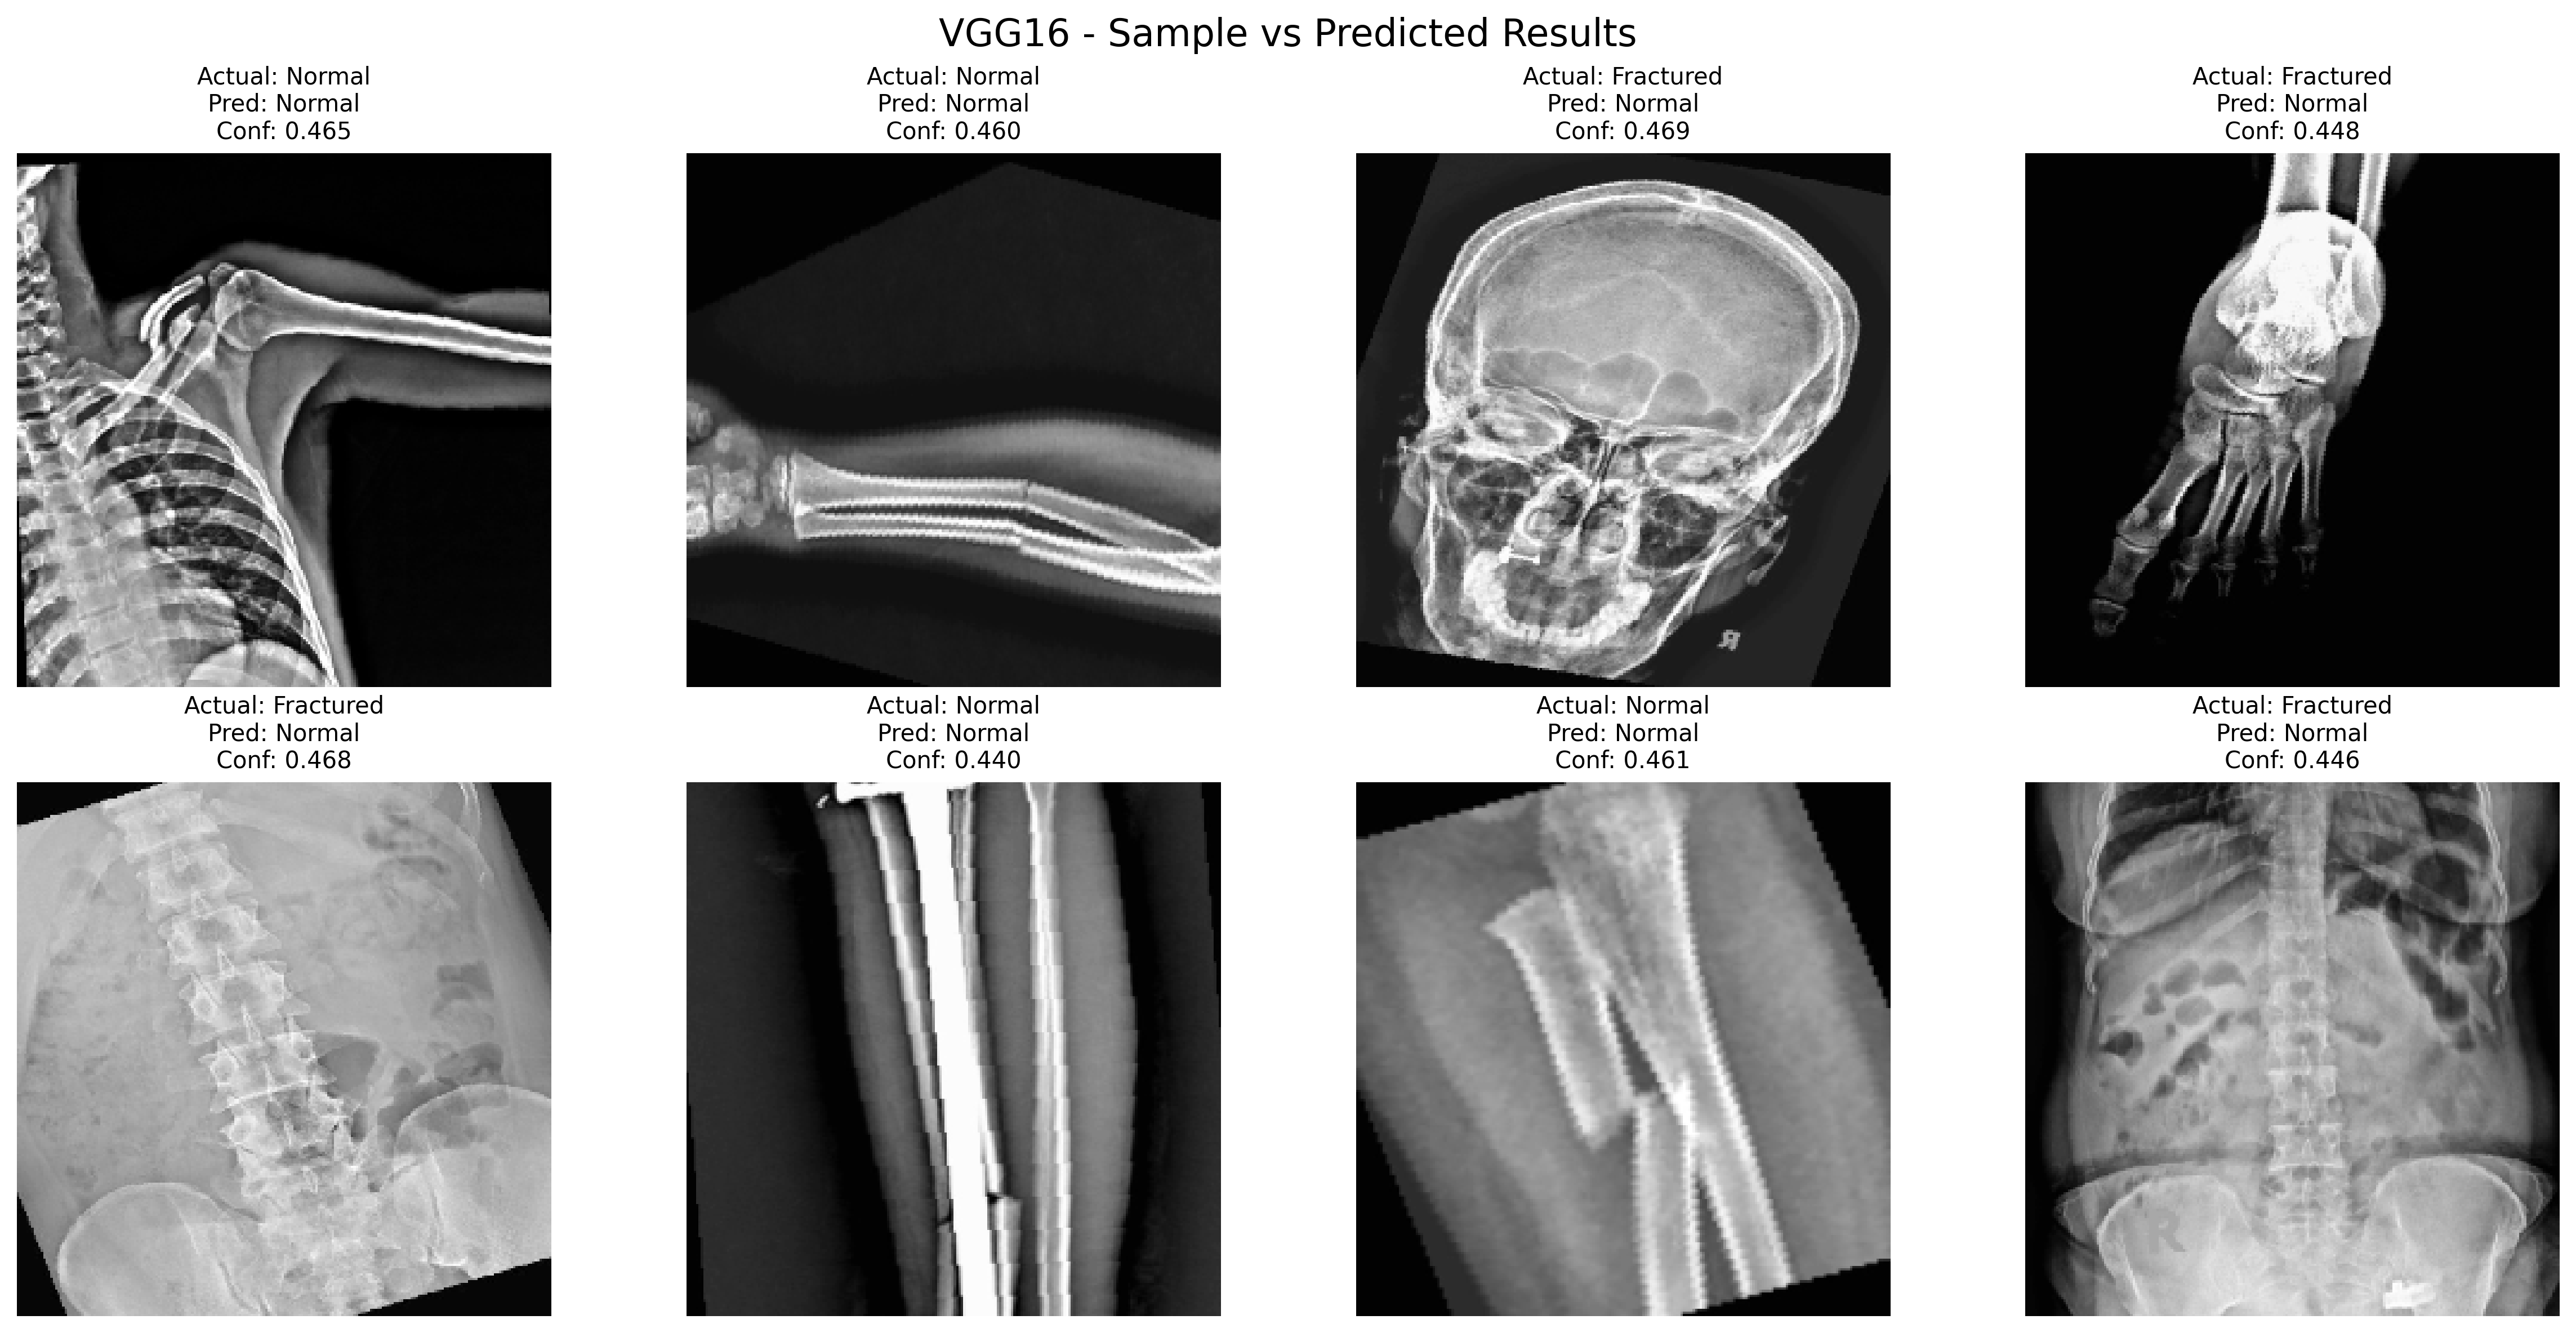 VGG16 - Sample vs Predicted Results
Actual: Normal
Pred: Normal
Conf: 0.465
Actual: Normal
Pred: Normal
Conf: 0.460
Actual: Fractured
Pred: Normal
Conf: 0.469
Actual: Fractured
Pred: Normal
Conf: 0.448
R
Actual: Fractured
Pred: Normal
Conf: 0.468
Actual: Normal
Pred: Normal
Conf: 0.440
Actual: Normal
Pred: Normal
Conf: 0.461
Actual: Fractured
Pred: Normal
Conf: 0.446
R